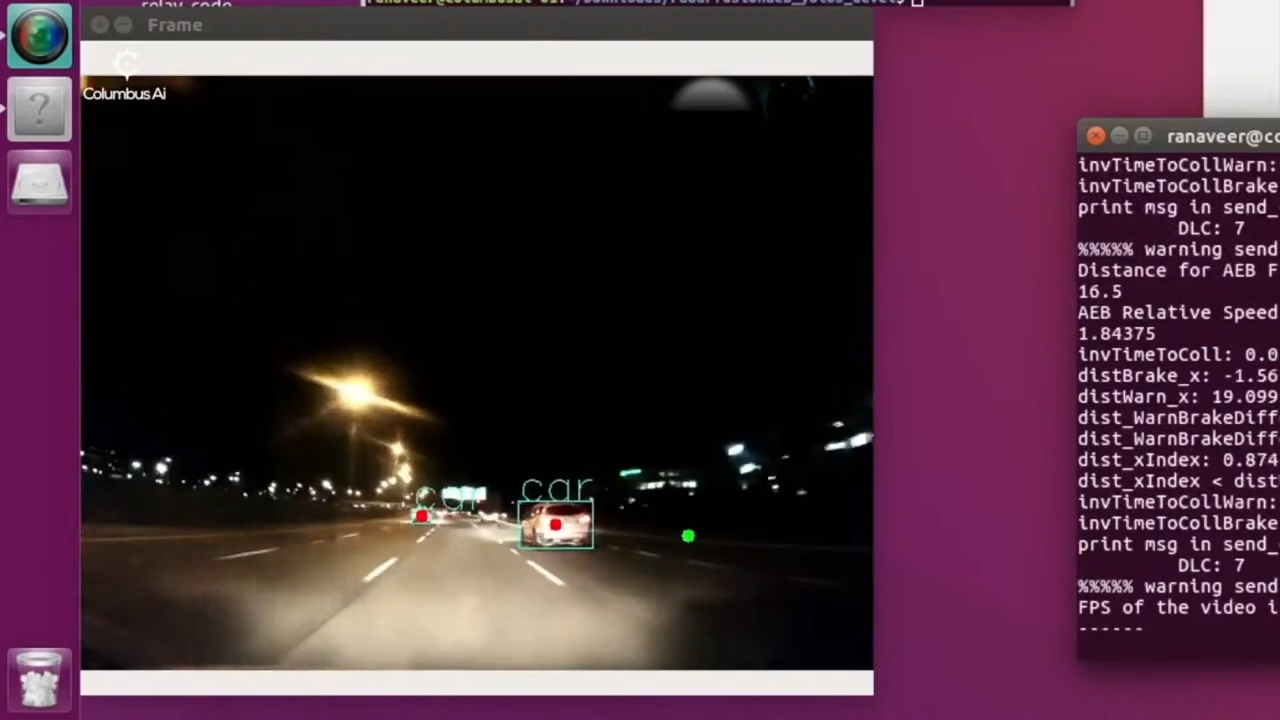 relay_code
Frame
Columbus Ai
car
car
ranaveer@co
invTimeToCollWarn:
invTimeToCollBrake
print msg in send_
DLC: 7
%%%%% warning send
Distance for AEB F
16.5
AEB Relative Speed
1.84375
invTimeToColl: 0.0
distBrake_x: -1.56
distWarn_x: 19.099
dist_WarnBrakeDiff
dist_WarnBrakeDiff
dist_xIndex: 0.874
dist_xIndex < dist
invTimeToCollWarn:
invTimeToCollBrake
print msg in send_
DLC: 7
%%%%% warning send
FPS of the video i
------